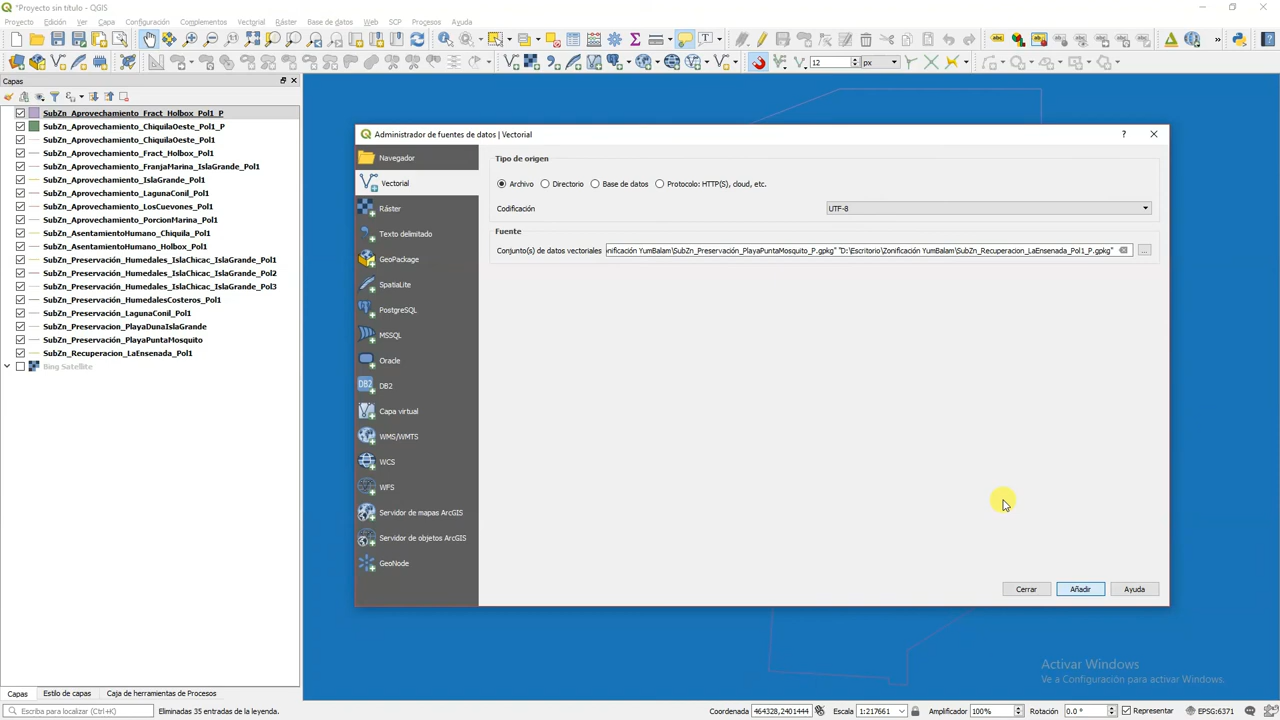 *Proyecto sin título - QGIS
Proyecto Edición Ver Capa Configuración Complementos Vectorial Ráster Base de datos Web SCP Procesos Ayuda
12 px
Capas
SubZn_Aprovechamiento_Fract_Holbox_Pol1_P
SubZn_Aprovechamiento_ChiquilaOeste_Pol1_P
SubZn_Aprovechamiento_ChiquilaOeste_Pol1
SubZn_Aprovechamiento_Fract_Holbox_Pol1
SubZn_Aprovechamiento_FranjaMarina_IslaGrande_Pol1
SubZn_Aprovechamiento_IslaGrande_Pol1
SubZn_Aprovechamiento_LagunaConil_Pol1
SubZn_Aprovechamiento_LosCuevones_Pol1
SubZn_Aprovechamiento_PorcionMarina_Pol1
SubZn_AsentamientoHumano_Chiquila_Pol1
SubZn_AsentamientoHumano_Holbox_Pol1
SubZn_Preservación_Humedales_IslaChicac_IslaGrande_Pol1
SubZn_Preservación_Humedales_IslaChicac_IslaGrande_Pol2
SubZn_Preservación_Humedales_IslaChicac_IslaGrande_Pol3
SubZn_Preservación_HumedalesCosteros_Pol1
SubZn_Preservación_LagunaConil_Pol1
SubZn_Preservacion_PlayaDunaIslaGrande
SubZn_Preservación_PlayaPuntaMosquito
SubZn_Recuperacion_LaEnsenada_Pol1
Bing Satellite
Administrador de fuentes de datos | Vectorial
?
Navegador
Vectorial
Ráster
Texto delimitado
GeoPackage
SpatiaLite
PostgreSQL
MSSQL
Oracle
DB2
Capa virtual
WMS/WMTS
WCS
WFS
Servidor de mapas ArcGIS
Servidor de objetos ArcGIS
GeoNode
Tipo de origen
Archivo Directorio Base de datos Protocolo: HTTP(S), cloud, etc.
Codificación UTF-8
Fuente
Conjunto(s) de datos vectoriales onificación YumBalam\SubZn_Preservación_PlayaPuntaMosquito_P.gpkg" "D:\Escritorio\Zonificación YumBalam\SubZn_Recuperacion_LaEnsenada_Pol1_P.gpkg" ...
Cerrar Añadir Ayuda
Activar Windows
Ve a Configuración para activar Windows.
Capas Estilo de capas Caja de herramientas de Procesos
Escriba para localizar (Ctrl+K) Eliminadas 35 entradas de la leyenda. Coordenada 464328,2401444 Escala 1:217661 Amplificador 100% Rotación 0.0 ° Representar EPSG:6371